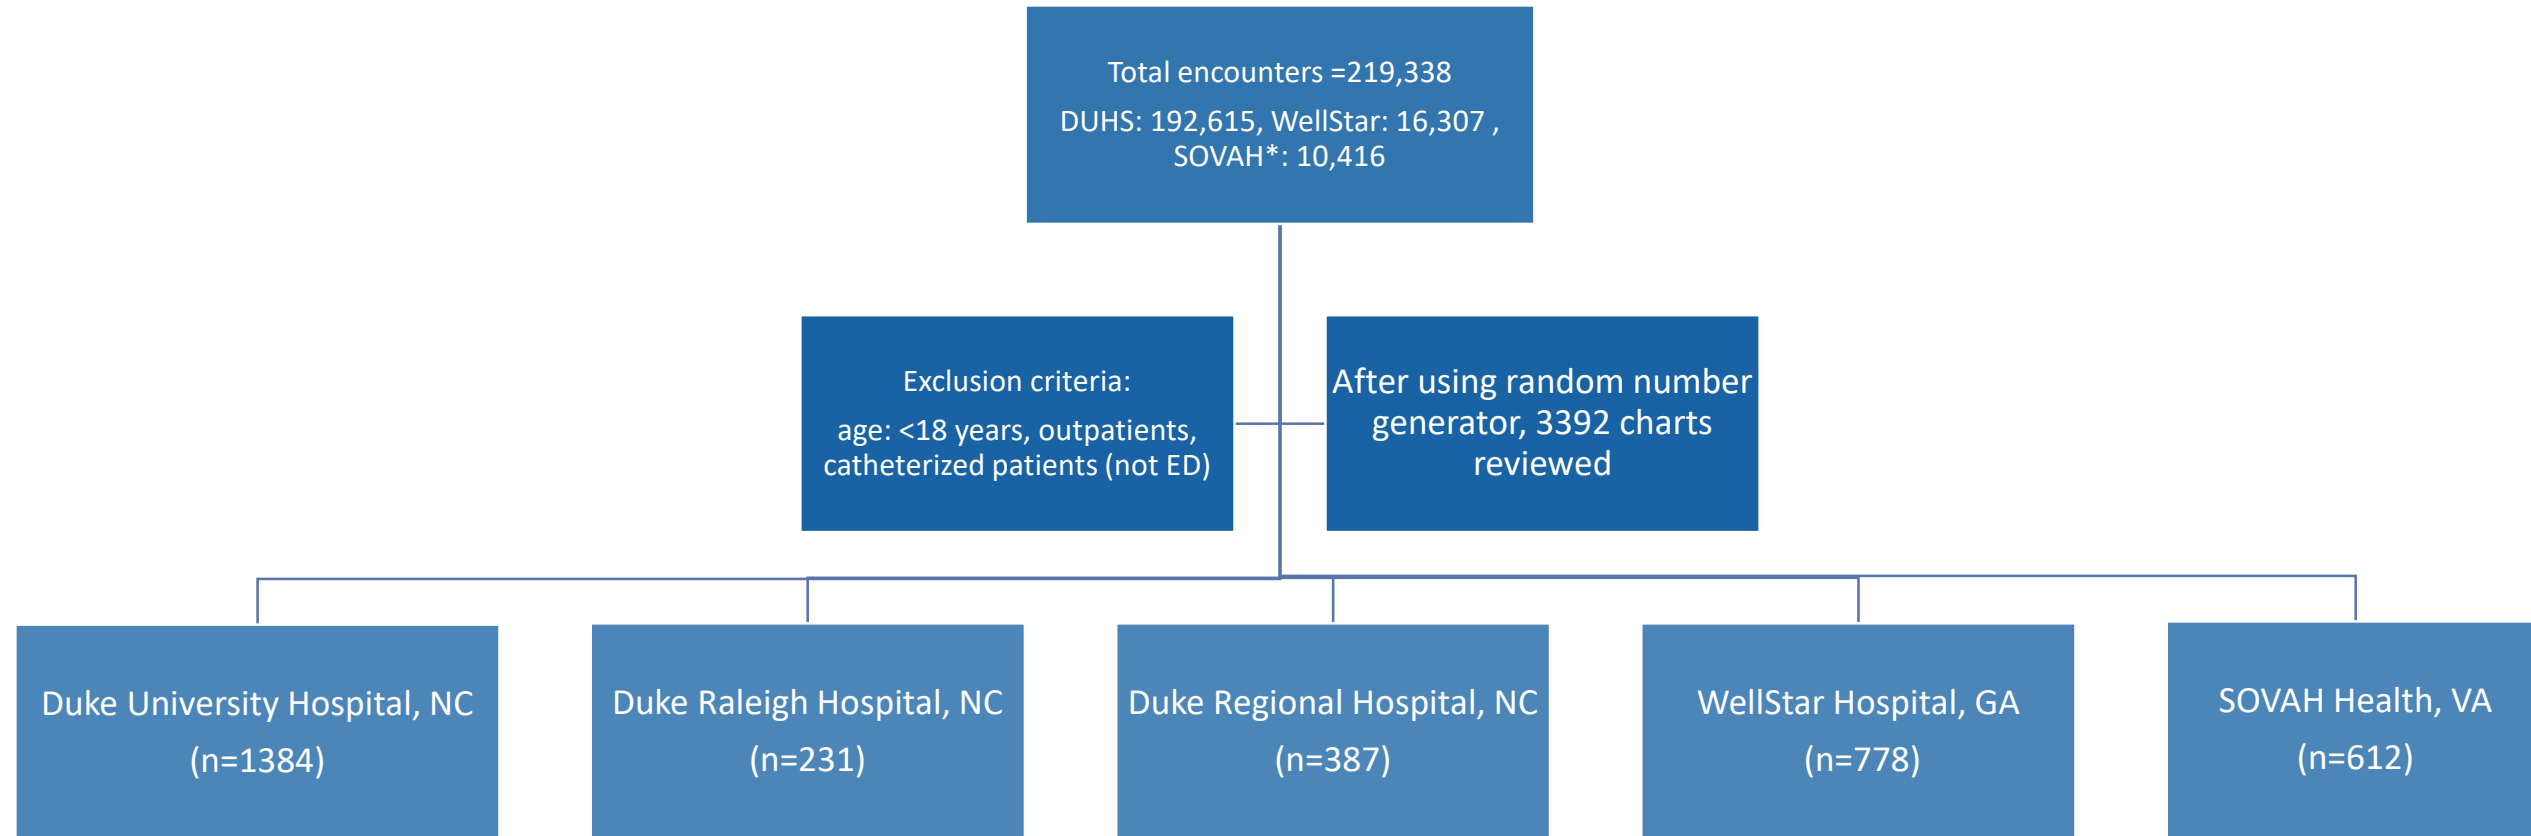 Total encounters =219,338
DUHS: 192,615, WellStar: 16,307 ,
SOVAH*: 10,416
Exclusion criteria:
age: <18 years, outpatients,
catheterized patients (not ED)
After using random number
generator, 3392 charts
reviewed
Duke University Hospital, NC
(n=1384)
Duke Raleigh Hospital, NC
(n=231)
Duke Regional Hospital, NC
(n=387)
WellStar Hospital, GA
(n=778)
SOVAH Health, VA
(n=612)